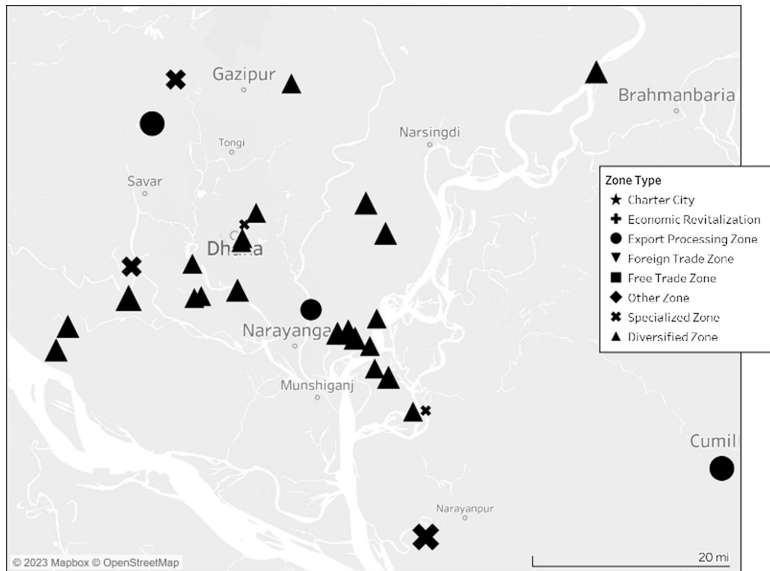 Gazipur
Brahmanbaria
Tongi
Narsingdi
Savar
Zone Type
Charter City
Economic Revitalization
Export Processing Zone
Foreign Trade Zone
Free Trade Zone
Other Zone
Specialized Zone
Diversified Zone
Dhaka
Narayanga
Munshiganj
Cumil
Narayanpur
© 2023 Mapbox © OpenStreetMap
20 mi